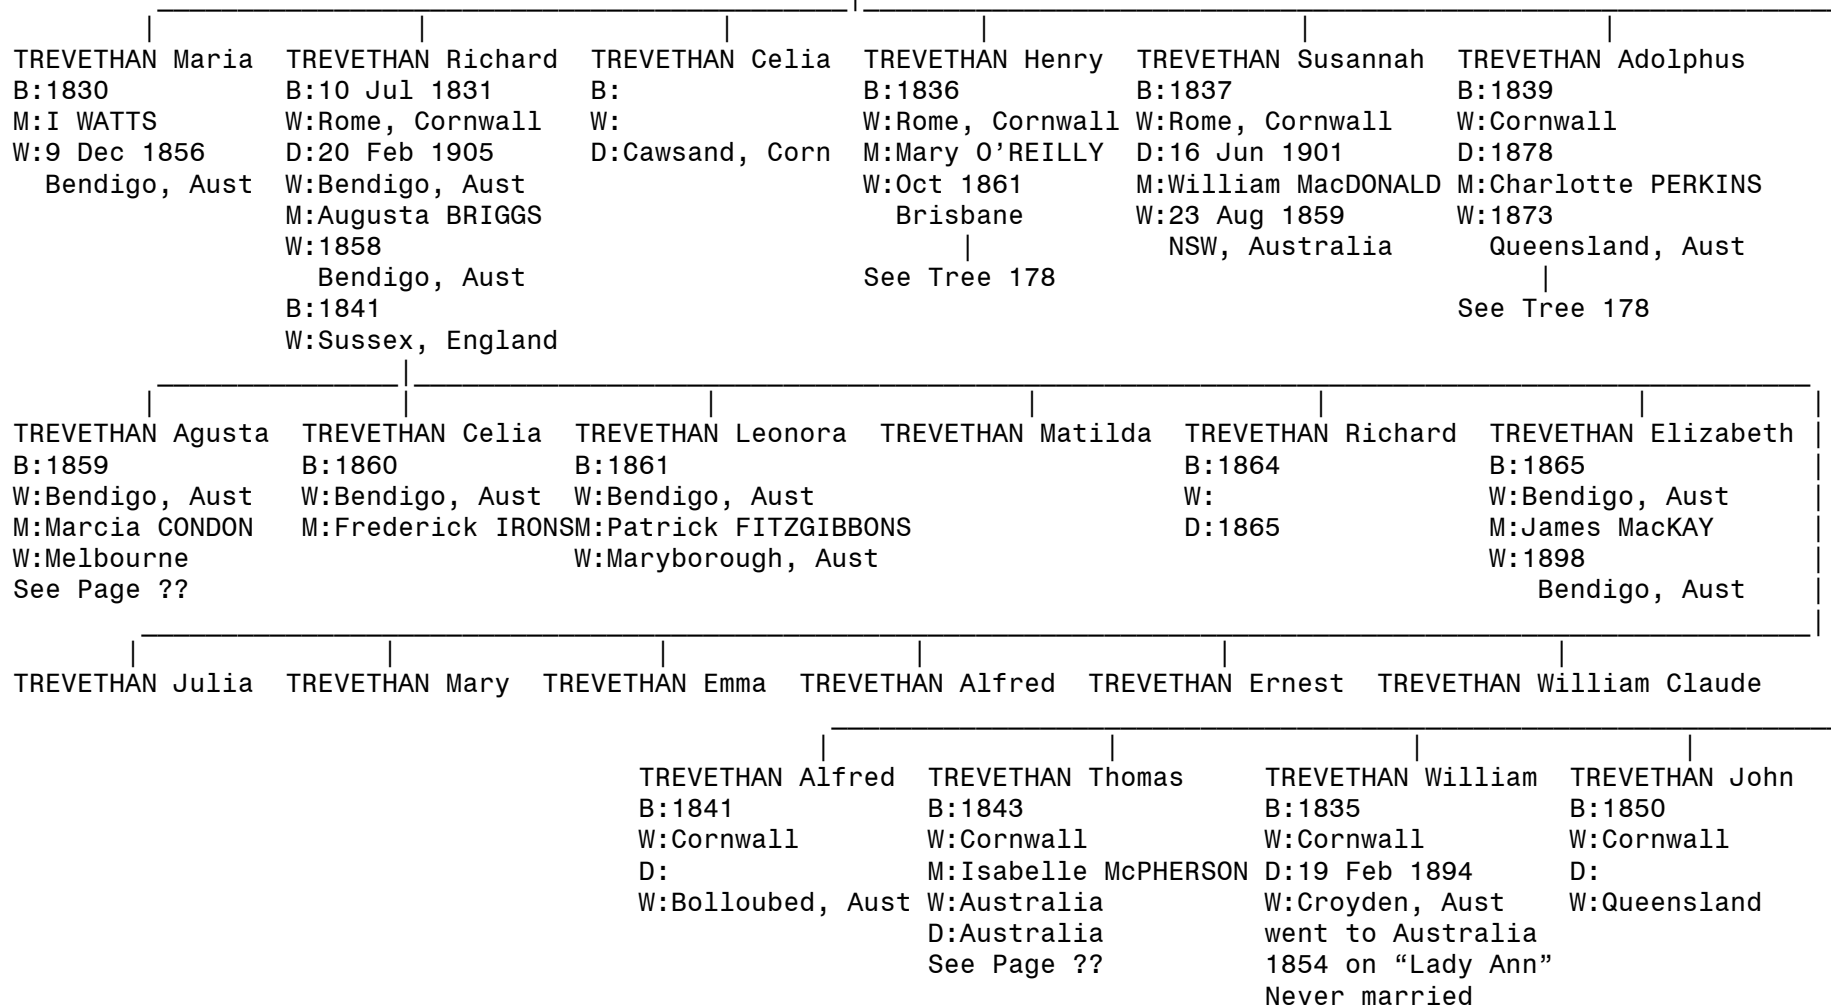 TREVETHAN Maria TREVETHAN Richard TREVETHAN Celia TREVETHAN Henry TREVETHAN Susannah TREVETHAN Adolphus
B:1830 B:10 Jul 1831 B: B:1836 B:1837 B:1839
M:I WATTS W:Rome, Cornwall W: W:Rome, Cornwall W:Rome, Cornwall W:Cornwall
W:9 Dec 1856 D:20 Feb 1905 D:Cawsand, Corn M:Mary O’REILLY D:16 Jun 1901 D:1878
Bendigo, Aust W:Bendigo, Aust W:Oct 1861 M:William MacDONALD M:Charlotte PERKINS
M:Augusta BRIGGS Brisbane W:23 Aug 1859 W:1873
W:1858 NSW, Australia Queensland, Aust
Bendigo, Aust See Tree 178
B:1841 See Tree 178
W:Sussex, England
TREVETHAN Agusta TREVETHAN Celia TREVETHAN Leonora TREVETHAN Matilda TREVETHAN Richard TREVETHAN Elizabeth
B:1859 B:1860 B:1861 B:1864 B:1865
W:Bendigo, Aust W:Bendigo, Aust W:Bendigo, Aust W: W:Bendigo, Aust
M:Marcia CONDON M:Frederick IRONSM:Patrick FITZGIBBONS D:1865 M:James MacKAY
W:Melbourne W:Maryborough, Aust W:1898
See Page ?? Bendigo, Aust
TREVETHAN Julia TREVETHAN Mary TREVETHAN Emma TREVETHAN Alfred TREVETHAN Ernest TREVETHAN William Claude
TREVETHAN Alfred TREVETHAN Thomas TREVETHAN William TREVETHAN John
B:1841 B:1843 B:1835 B:1850
W:Cornwall W:Cornwall W:Cornwall W:Cornwall
D: M:Isabelle McPHERSON D:19 Feb 1894 D:
W:Bolloubed, Aust W:Australia W:Croyden, Aust W:Queensland
D:Australia went to Australia
See Page ?? 1854 on “Lady Ann”
Never married